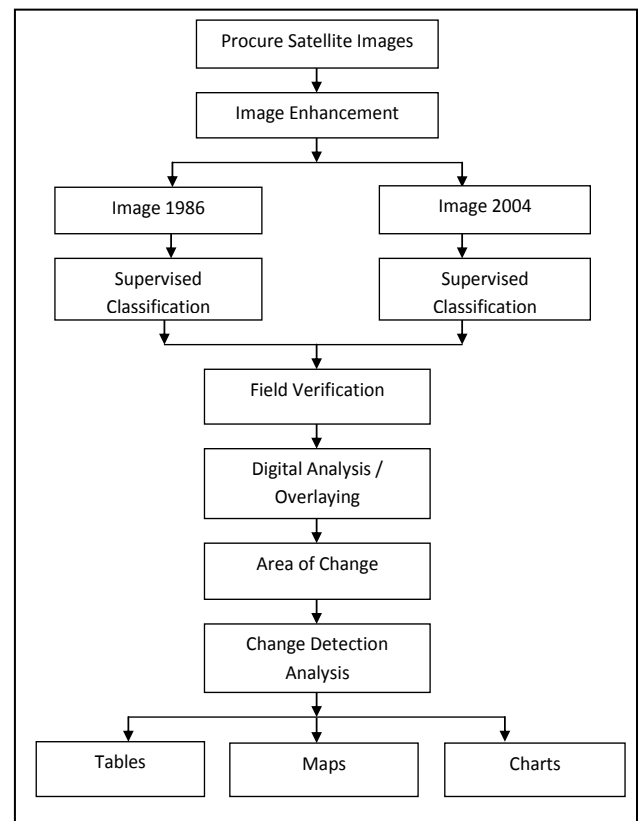 Procure Satellite Images
Image Enhancement
Image 1986
Image 2004
Supervised
Classification
Supervised
Classification
Field Verification
Digital Analysis /
Overlaying
Area of Change
Change Detection
Analysis
Tables
Maps
Charts